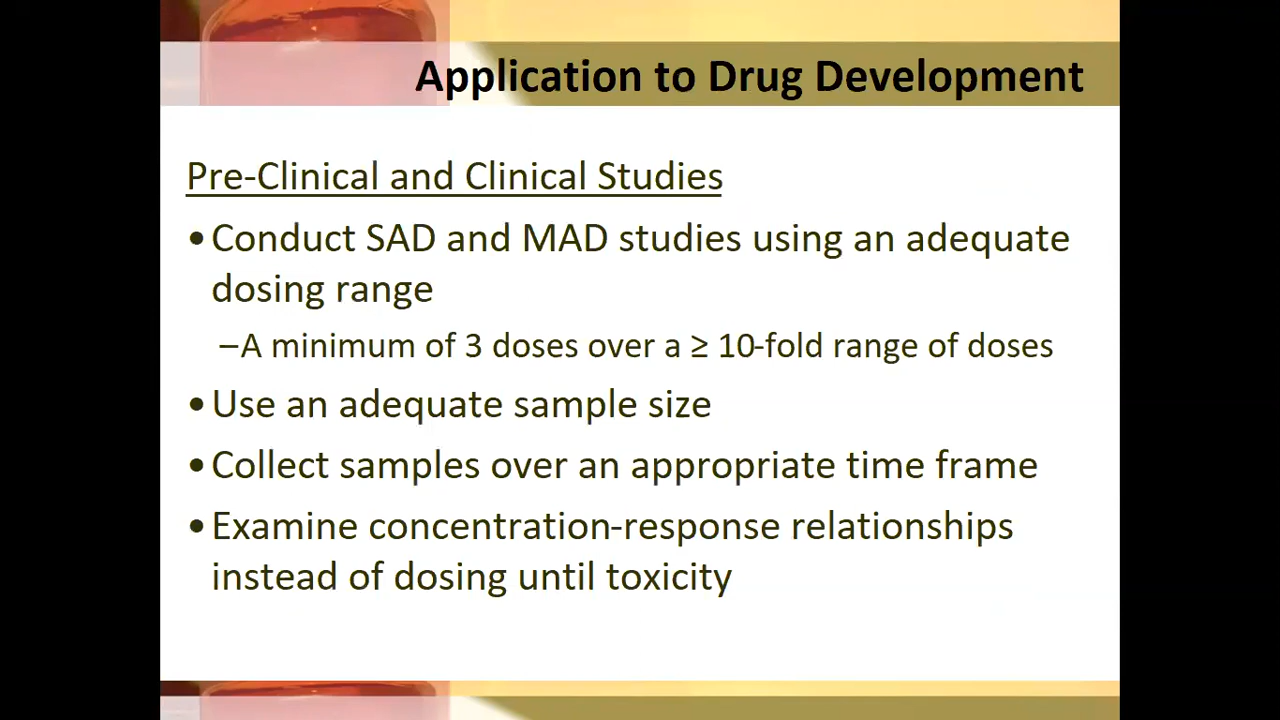 Application to Drug Development
Pre-Clinical and Clinical Studies
•Conduct SAD and MAD studies using an adequate
dosing range
–A minimum of 3 doses over a ≥ 10-fold range of doses
•Use an adequate sample size
•Collect samples over an appropriate time frame
•Examine concentration-response relationships
instead of dosing until toxicity